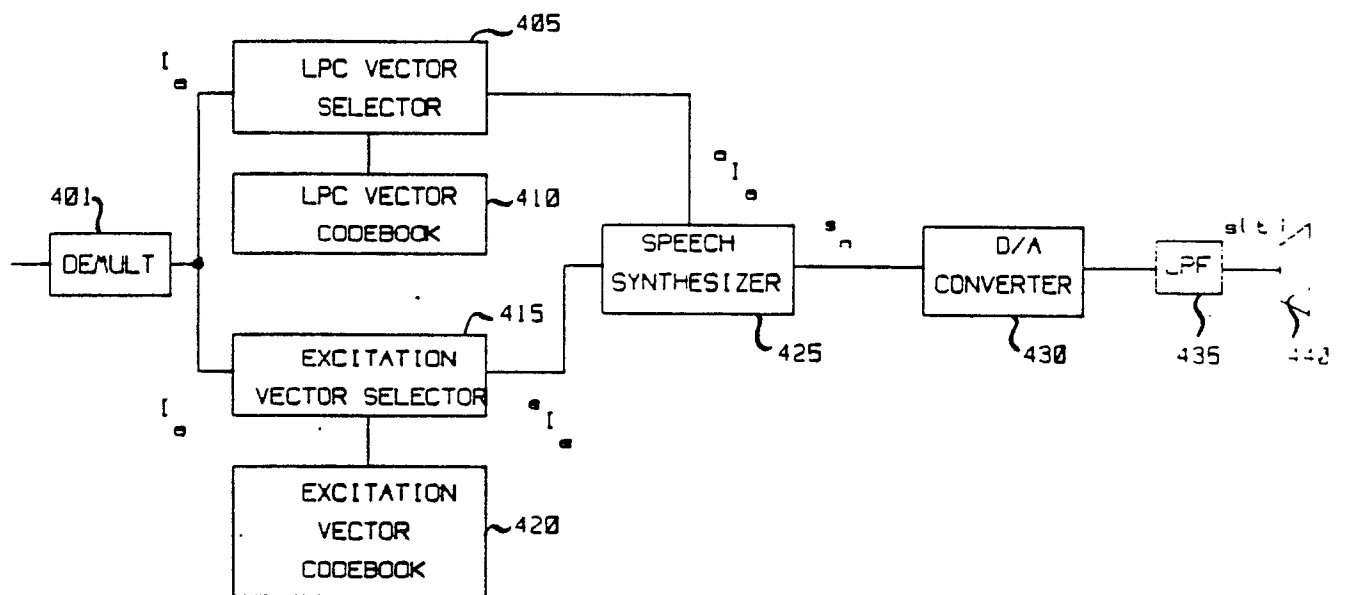 405
LPC VECTOR
SELECTOR
LPC VECTOR
CODEBOOK
410
401
DEMULT
SPEECH
SYNTHESIZER
425
s
n
D/A
CONVERTER
430
435
415
EXCITATION
VECTOR SELECTOR
EXCITATION
VECTOR
CODEBOOK
420